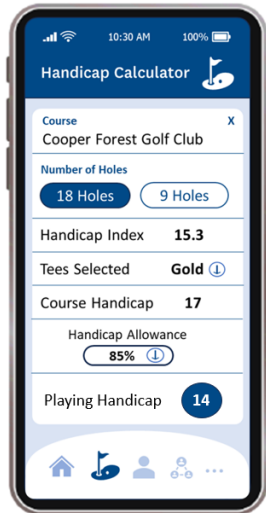 10:30 AM 100%
Handicap Calculator
Course X
Cooper Forest Golf Club
Number of Holes
18 Holes 9 Holes
Handicap Index 15.3
Tees Selected Gold
Course Handicap 17
Handicap Allowance
85%
Playing Handicap 14